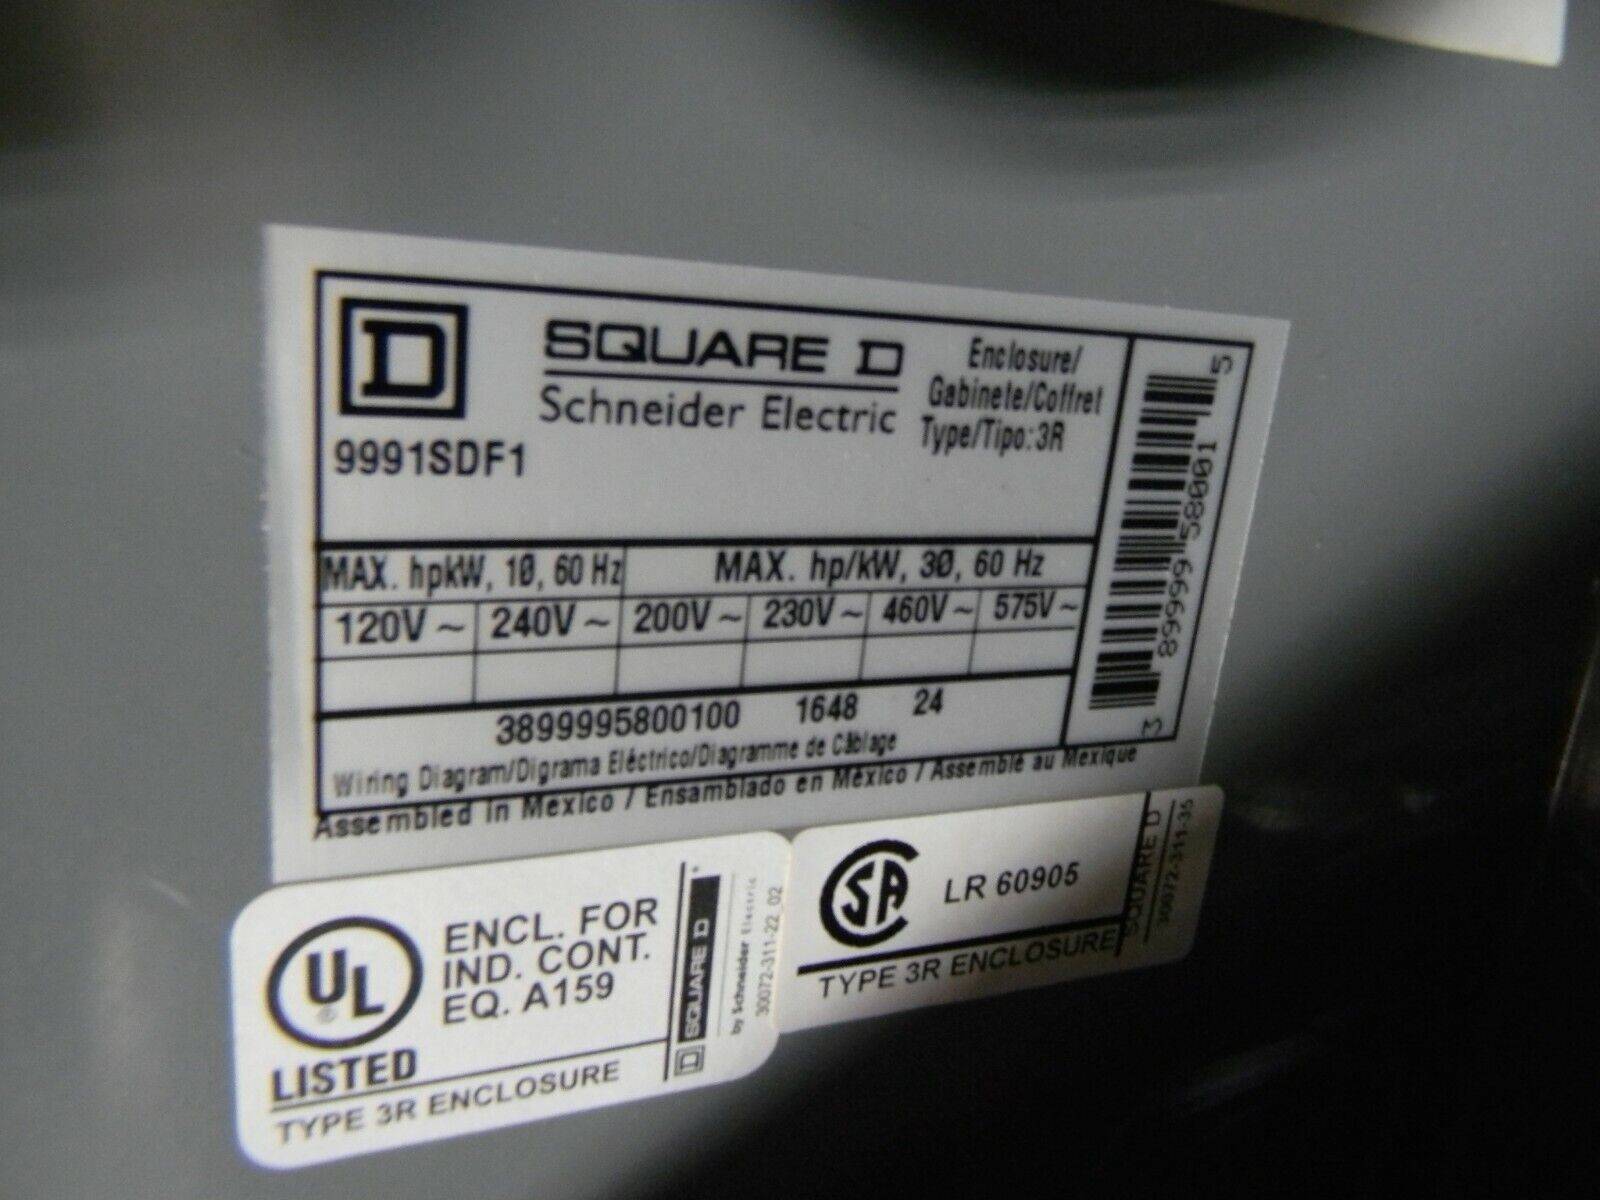 D
SQUARE D
Schneider Electric
Enclosure/
Gabinete/Coffret
Type/Tipo:3R
9991SDF1
MAX. hpkW, 1Ø, 60 Hz
MAX. hp/kW, 3Ø, 60 Hz
120V ~ 240V ~ 200V ~ 230V ~ 460V ~ 575V ~
3899995800100 1648 24
Wiring Diagram/Digrama Eléctrico/Diagramme de Câblage
Assembled in Mexico / Ensamblado en México / Assemblé au Mexique
3 89999 58001 5
UL
®
LISTED
ENCL. FOR
IND. CONT.
EQ. A159
TYPE 3R ENCLOSURE
D SQUARE D
by Schneider Electric
30072-311-22_02
CSA
LR 60905
TYPE 3R ENCLOSURE
SQUARE D
30072-311-35